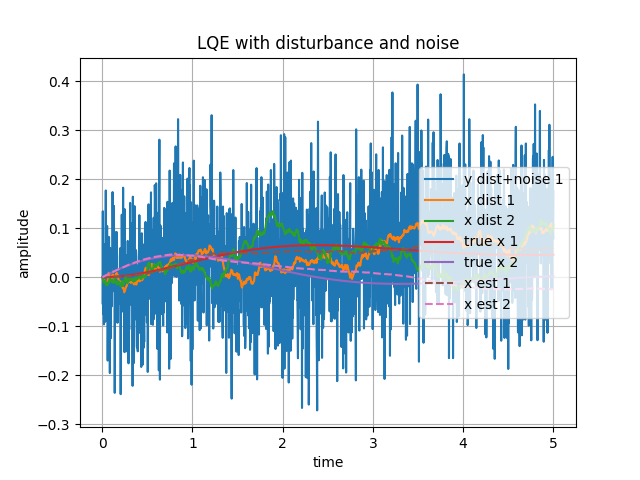 LQE with disturbance and noise
amplitude
0.4
0.3
0.2
0.1
0.0
−0.1
−0.2
−0.3
y dist+noise 1
x dist 1
x dist 2
true x 1
true x 2
x est 1
x est 2
0 1 2 3 4 5
time